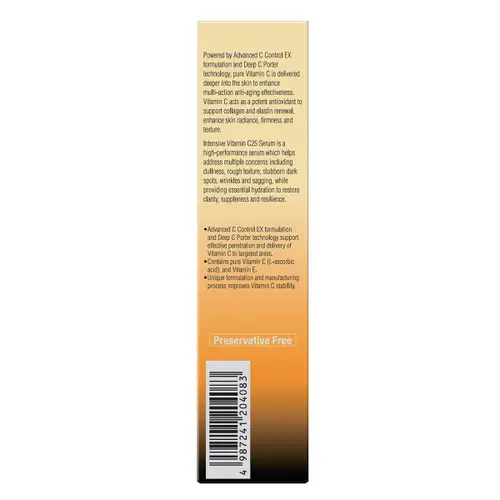 Powered by Advanced C Control EX
formulation and Deep C Porter
technology, pure Vitamin C is delivered
deeper into the skin to enhance
multi-action anti-aging effectiveness.
Vitamin C acts as a potent antioxidant to
support collagen and elastin renewal,
enhance skin radiance, firmness and
texture.
Intensive Vitamin C25 Serum is a
high-performance serum which helps
address multiple concerns including
dullness, rough texture, stubborn dark
spots, wrinkles and sagging, while
providing essential hydration to restore
clarity, suppleness and resilience.
•Advanced C Control EX formulation
and Deep C Porter technology support
effective penetration and delivery of
Vitamin C to targeted areas.
•Contains pure Vitamin C (L-ascorbic
acid), and Vitamin E.
•Unique formulation and manufacturing
process improves Vitamin C stability.
Preservative Free
4 987241 204083